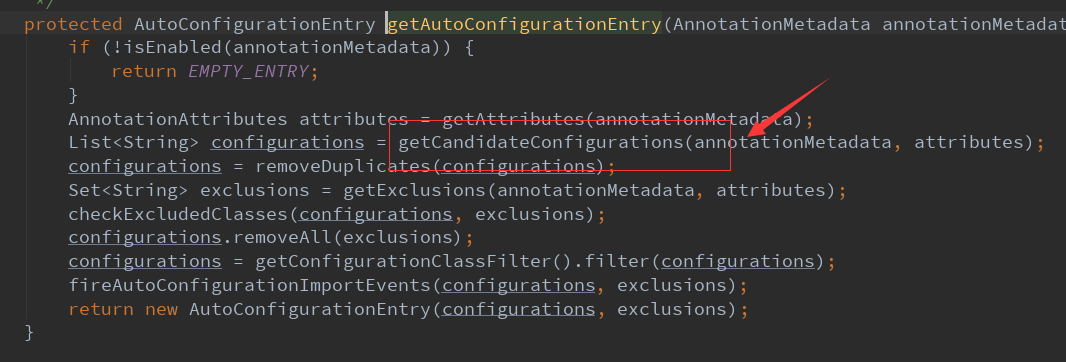 */
protected AutoConfigurationEntry getAutoConfigurationEntry(AnnotationMetadata annotationMetadat
if (!isEnabled(annotationMetadata)) {
return EMPTY_ENTRY;
}
AnnotationAttributes attributes = getAttributes(annotationMetadata);
List<String> configurations = getCandidateConfigurations(annotationMetadata, attributes);
configurations = removeDuplicates(configurations);
Set<String> exclusions = getExclusions(annotationMetadata, attributes);
checkExcludedClasses(configurations, exclusions);
configurations.removeAll(exclusions);
configurations = getConfigurationClassFilter().filter(configurations);
fireAutoConfigurationImportEvents(configurations, exclusions);
return new AutoConfigurationEntry(configurations, exclusions);
}